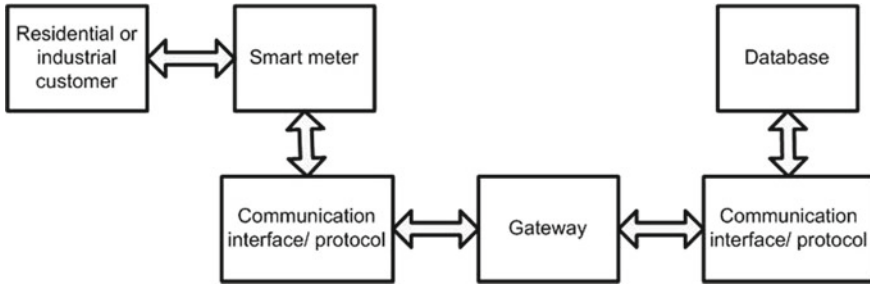 Residential or
industrial
customer
Smart meter
Database
Communication
interface/ protocol
Gateway
Communication
interface/ protocol